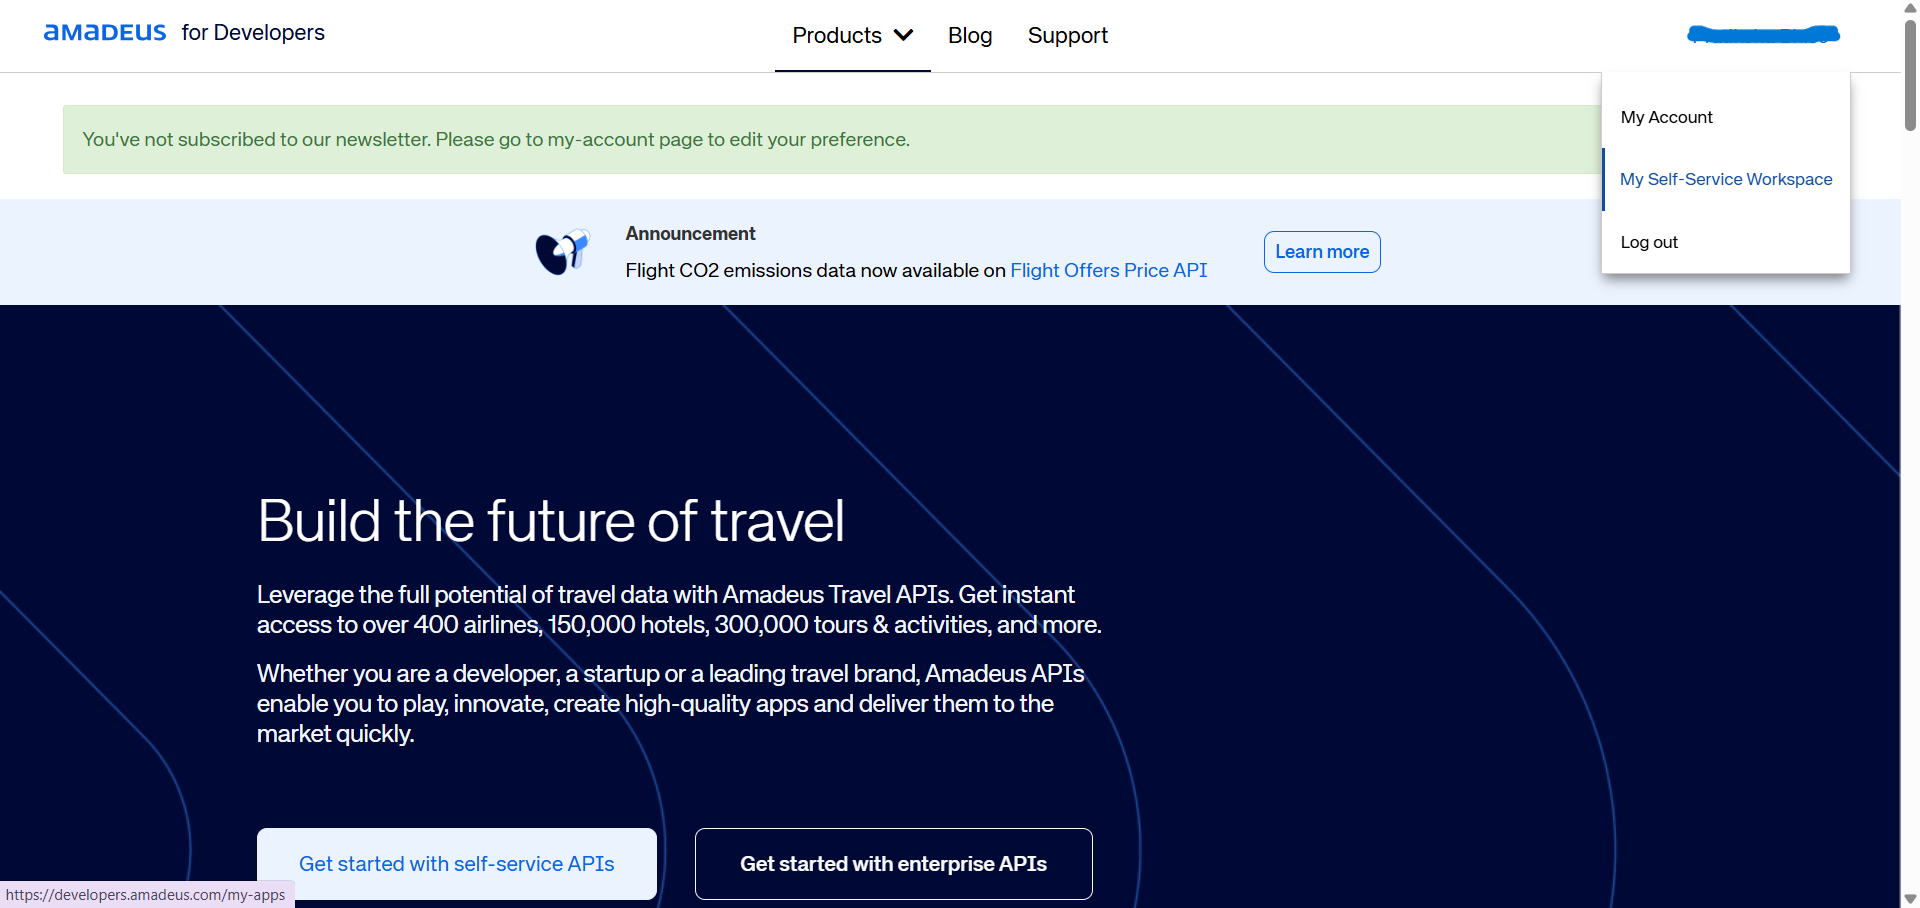 amadeus for Developers
Products Blog Support
My Account
My Self-Service Workspace
Log out
You've not subscribed to our newsletter. Please go to my-account page to edit your preference.
Announcement
Flight CO2 emissions data now available on Flight Offers Price API
Learn more
Build the future of travel
Leverage the full potential of travel data with Amadeus Travel APIs. Get instant
access to over 400 airlines, 150,000 hotels, 300,000 tours & activities, and more.
Whether you are a developer, a startup or a leading travel brand, Amadeus APIs
enable you to play, innovate, create high-quality apps and deliver them to the
market quickly.
Get started with self-service APIs
Get started with enterprise APIs
https://developers.amadeus.com/my-apps